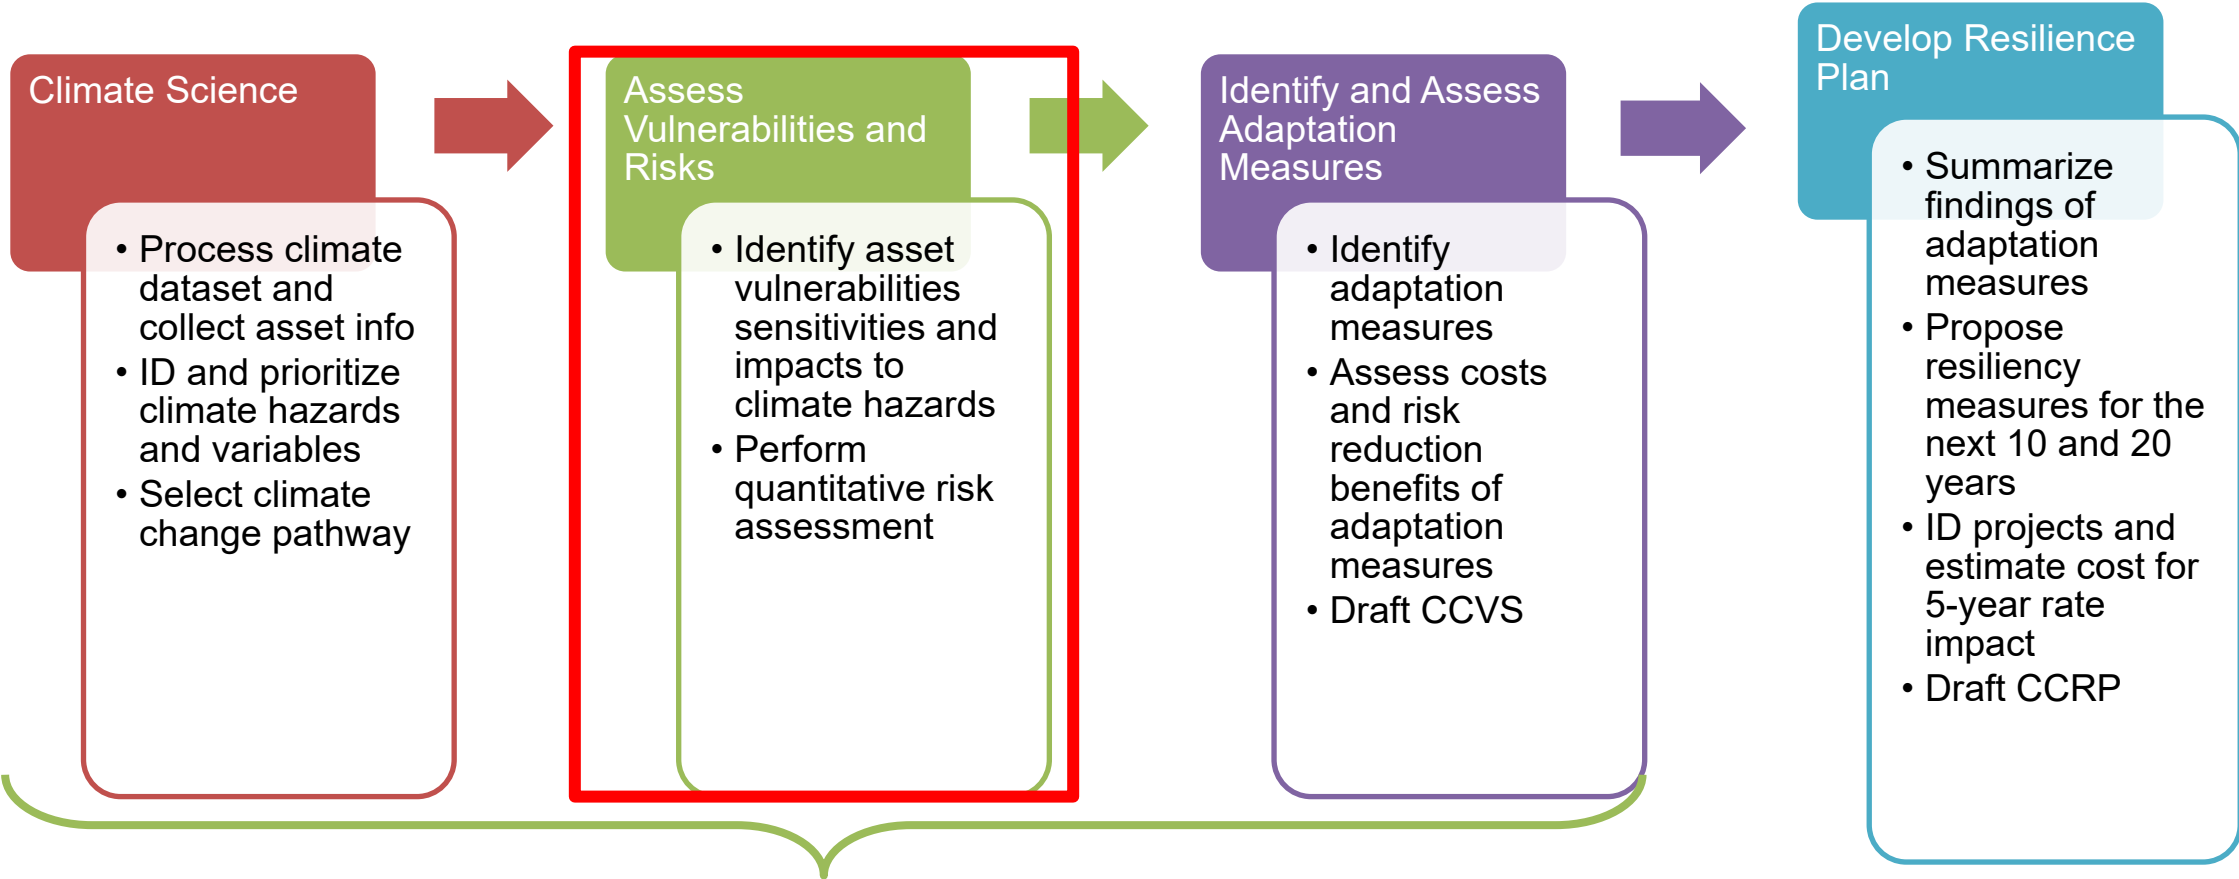 Climate Science
• Process climate
dataset and
collect asset info
• ID and prioritize
climate hazards
and variables
• Select climate
change pathway
Assess
Vulnerabilities and
Risks
• Identify asset
vulnerabilities
sensitivities and
impacts to
climate hazards
• Perform
quantitative risk
assessment
Identify and Assess
Adaptation
Measures
• Identify
adaptation
measures
• Assess costs
and risk
reduction
benefits of
adaptation
measures
• Draft CCVS
Develop Resilience
Plan
• Summarize
findings of
adaptation
measures
• Propose
resiliency
measures for the
next 10 and 20
years
• ID projects and
estimate cost for
5-year rate
impact
• Draft CCRP